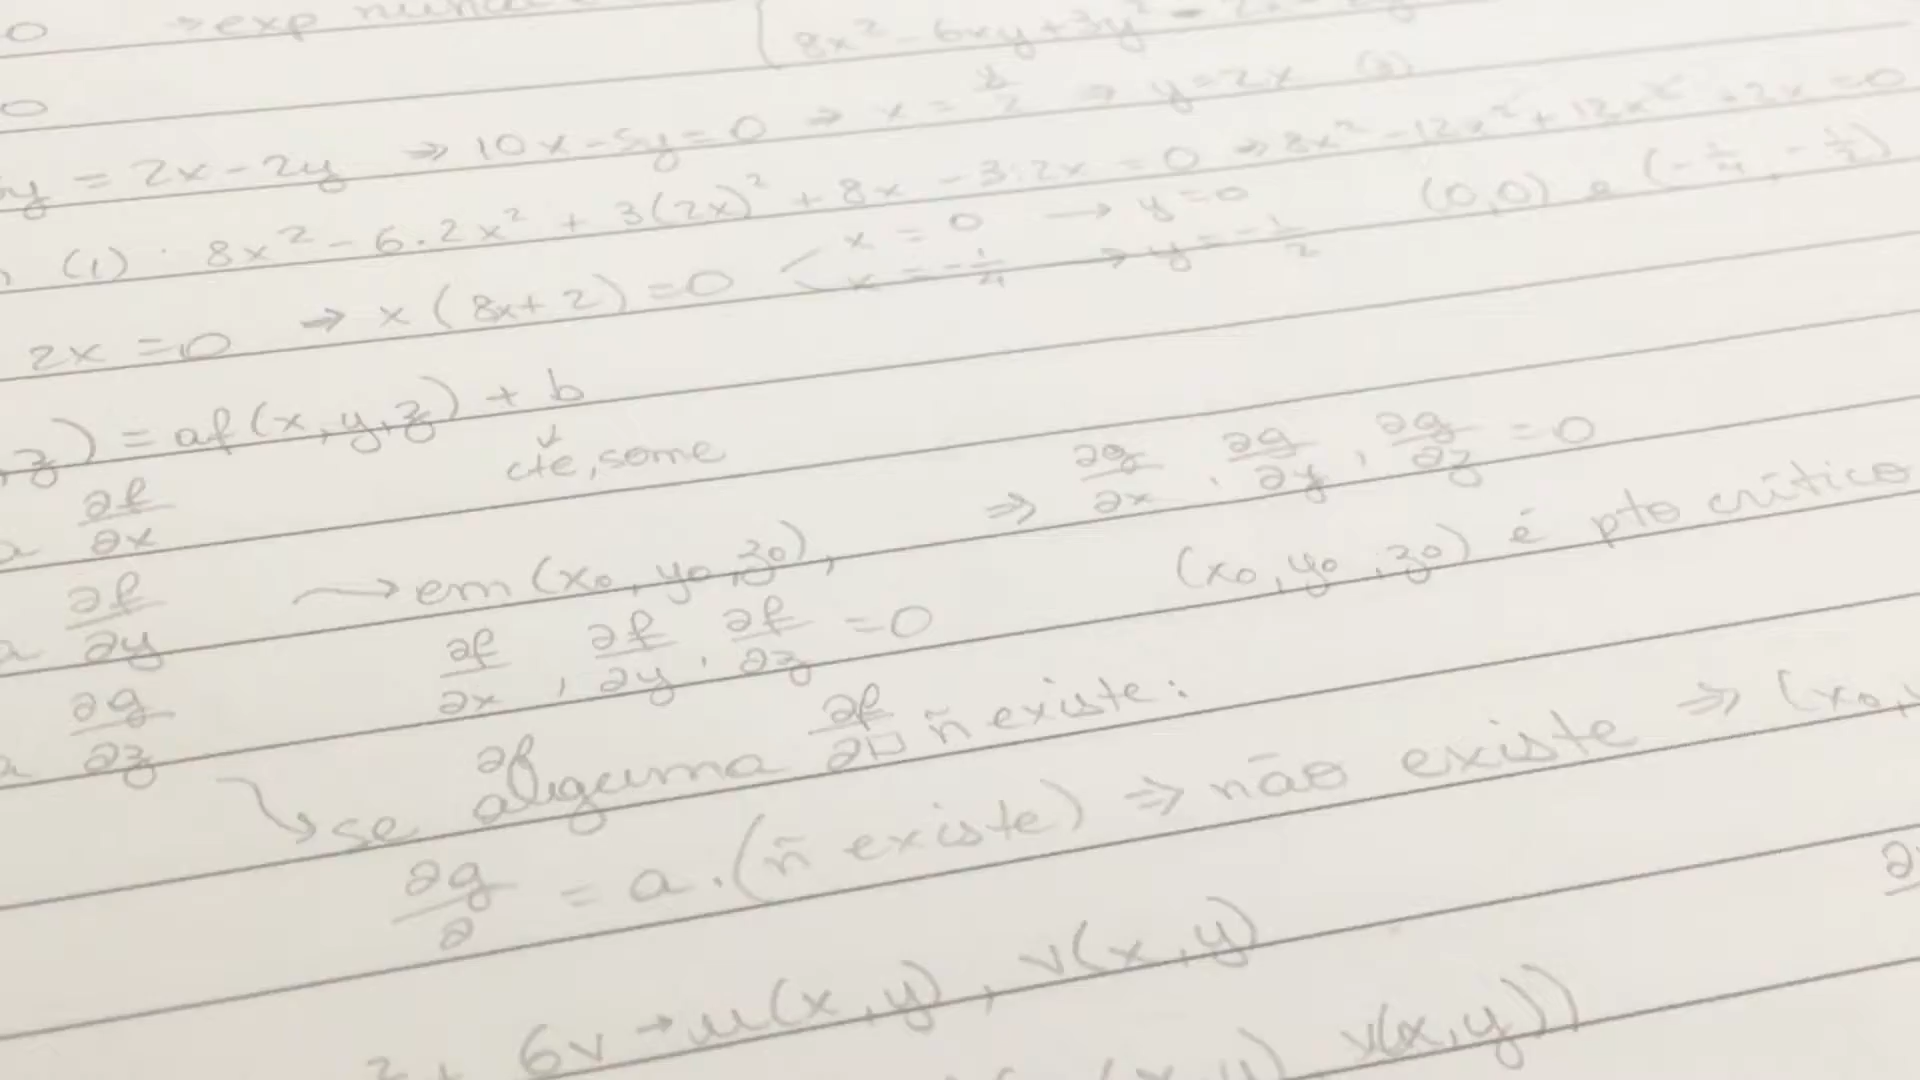 0 → exp
8x² - 6xy + 3y²
0
y = 2x - 2y ⇒ 10x - 5y = 0 ⇒ x = y/2 ⇒ y = 2x
(1) 8x² - 6.2x² + 3(2x)² + 8x - 3.2x = 0 ⇒ 8x² - 12x² + 12x² + 2x = 0
2x = 0 ⇒ x(8x + 2) = 0 x = 0 → y = 0 (0,0) e (-1/4, -1/2)
x = -1/4 → y = -1/2
, z) = af(x, y, z) + b
cte, some
a ∂f/∂x ⇒ ∂g/∂x, ∂g/∂y, ∂g/∂z = 0
a ∂f/∂y → em (x₀, y₀, z₀), (x₀, y₀, z₀) é pto crítico
∂f/∂x, ∂f/∂y, ∂f/∂z = 0
a ∂g/∂z
se alguma ∂f/∂□ ñ existe:
∂g/∂ = a.(ñ existe) ⇒ não existe ⇒ (x₀,
6v → u(x, y), v(x, y)
v(x, y))